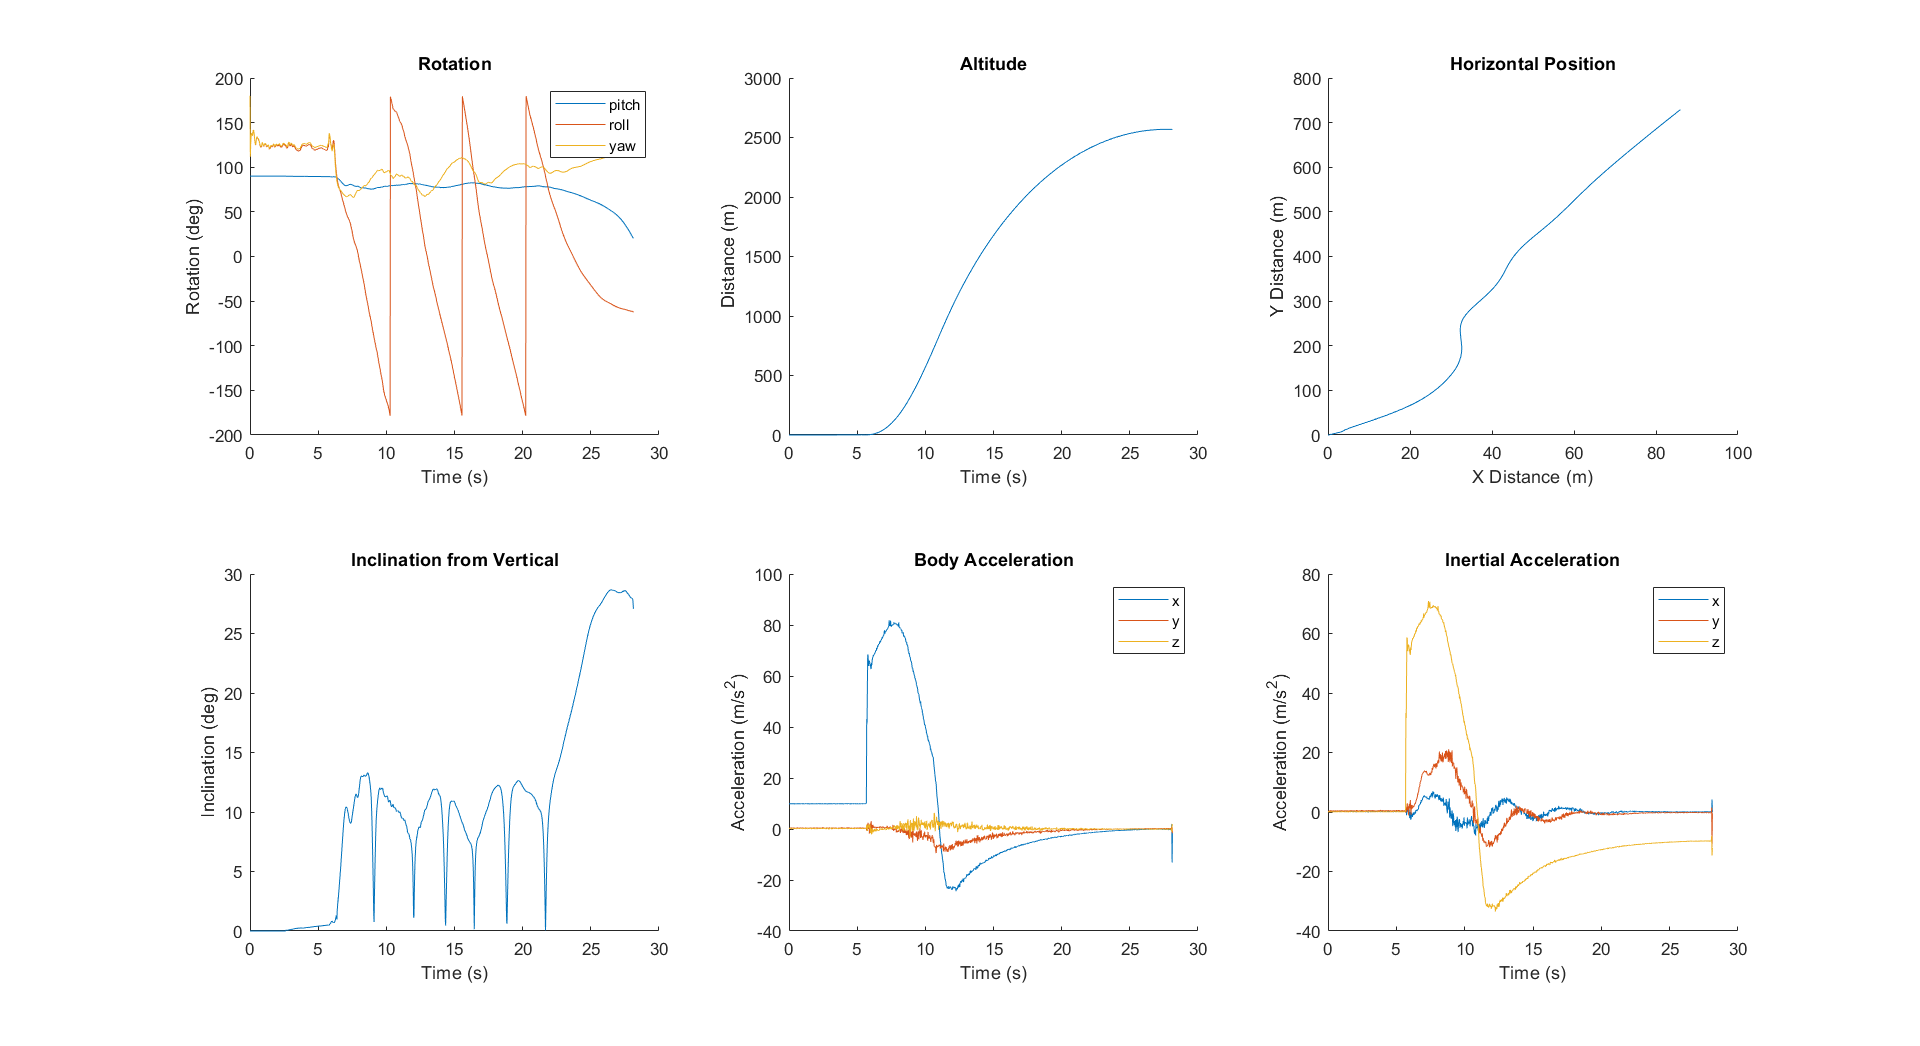 Rotation
200
150
100
50
0
-50
-100
-150
-200
Rotation (deg)
0 5 10 15 20 25 30
Time (s)
pitch
roll
yaw
Altitude
3000
2500
2000
1500
1000
500
0
Distance (m)
0 5 10 15 20 25 30
Time (s)
Horizontal Position
800
700
600
500
400
300
200
100
0
Y Distance (m)
0 20 40 60 80 100
X Distance (m)
Inclination from Vertical
30
25
20
15
10
5
0
Inclination (deg)
0 5 10 15 20 25 30
Time (s)
Body Acceleration
100
80
60
40
20
0
-20
-40
Acceleration (m/s²)
0 5 10 15 20 25 30
Time (s)
x
y
z
Inertial Acceleration
80
60
40
20
0
-20
-40
Acceleration (m/s²)
0 5 10 15 20 25 30
Time (s)
x
y
z